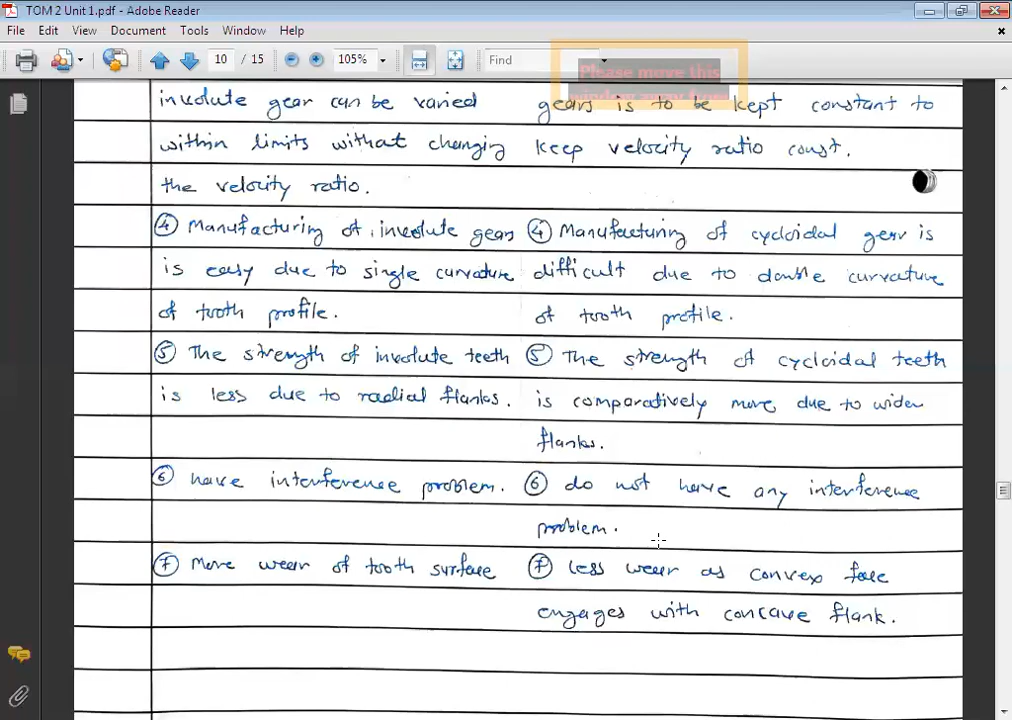 TOM 2 Unit 1.pdf - Adobe Reader
File Edit View Document Tools Window Help
10 / 15 105% Find
Please move this
window away from
involute gear can be varied
within limits without changing
the velocity ratio.
④ Manufacturing of involute gears
is easy due to single curvature
of tooth profile.
⑤ The strength of involute teeth
is less due to radial flanks.
⑥ have interference problem.
⑦ More wear of tooth surface
gears is to be kept constant to
keep velocity ratio const.
④ Manufacturing of cycloidal gear is
difficult due to double curvature
of tooth profile.
⑤ The strength of cycloidal teeth
is comparatively more due to wider
flanks.
⑥ do not have any interference
problem.
⑦ less wear as convex face
engages with concave flank.